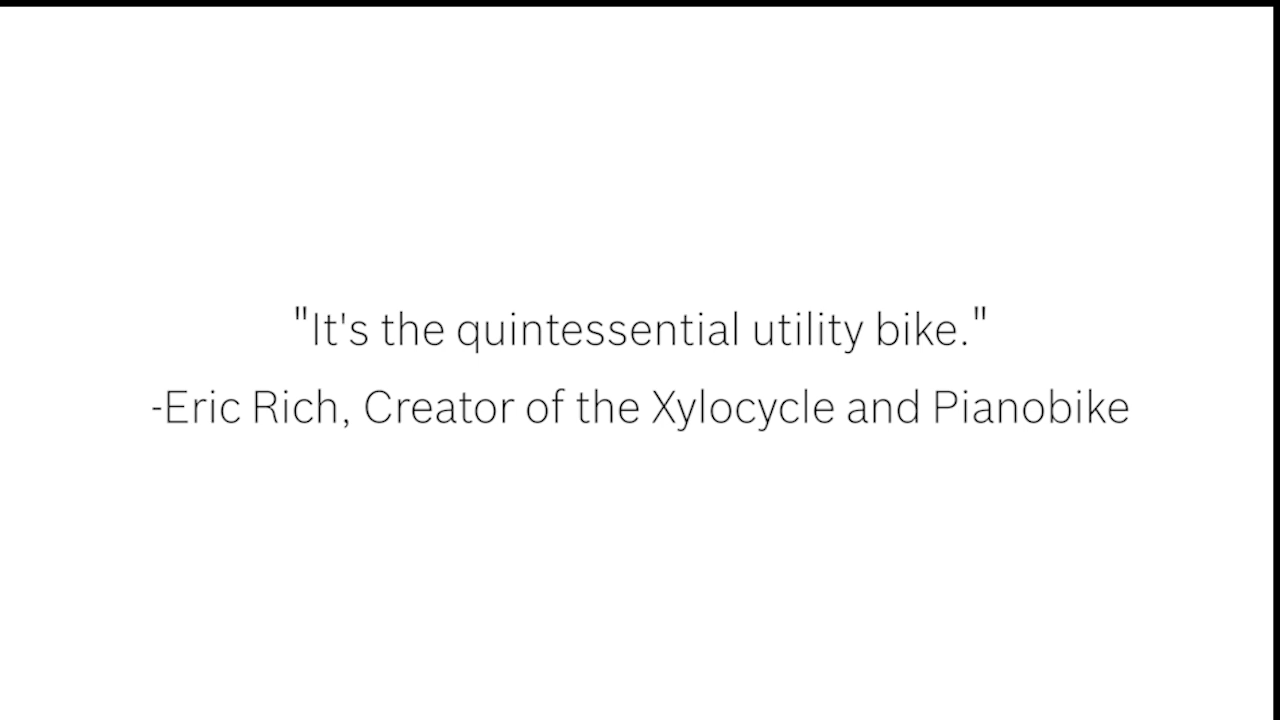 "It's the quintessential utility bike."
-Eric Rich, Creator of the Xylocycle and Pianobike